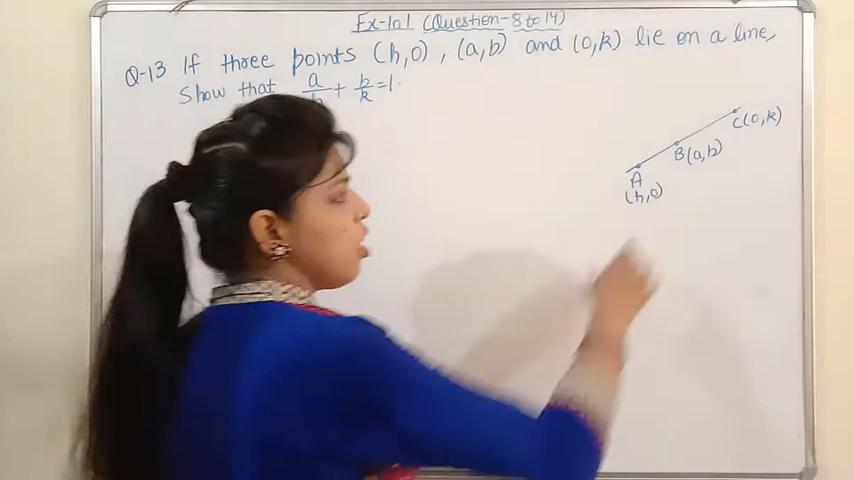 Ex-10.1 (Question-8 to 14)
Q-13 If three points (h,0), (a,b) and (0,k) lie on a line,
Show that a/h + b/k = 1.
C(0,k)
B(a,b)
A
(h,0)